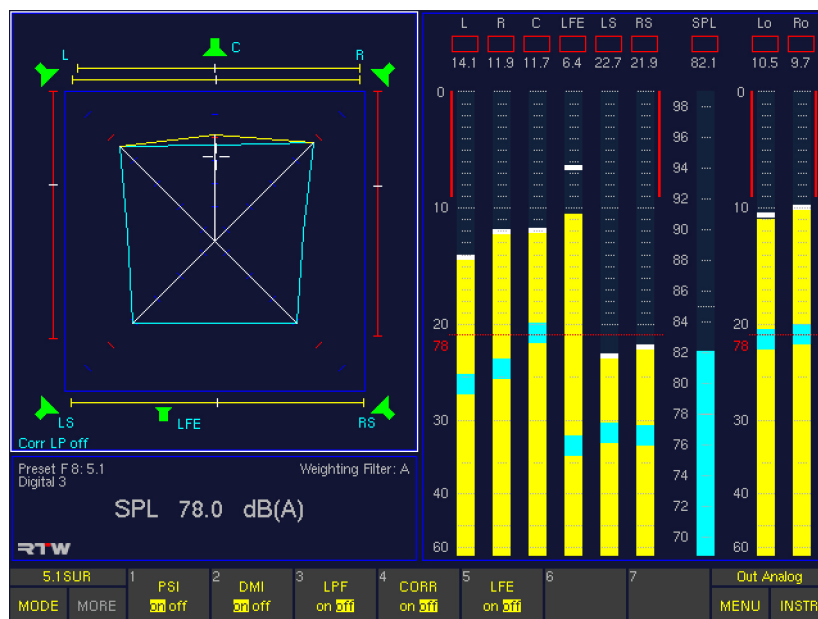 L R C LFE LS RS SPL Lo Ro
14.1 11.9 11.7 6.4 22.7 21.9 82.1 10.5 9.7
L C R
0 98 0
96
94
92
10 90 10
88
86
20 84 20
78 82 78
80
30 78 30
76
74
40 72 40
70
60 60
LS LFE RS
Corr LP off
Preset F 8: 5.1 Weighting Filter: A
Digital 3
SPL 78.0 dB(A)
RTW
5.1SUR 1 PSI 2 DMI 3 LPF 4 CORR 5 LFE 6 7 Out Analog
MODE MORE on off on off on off on off on off MENU INSTR